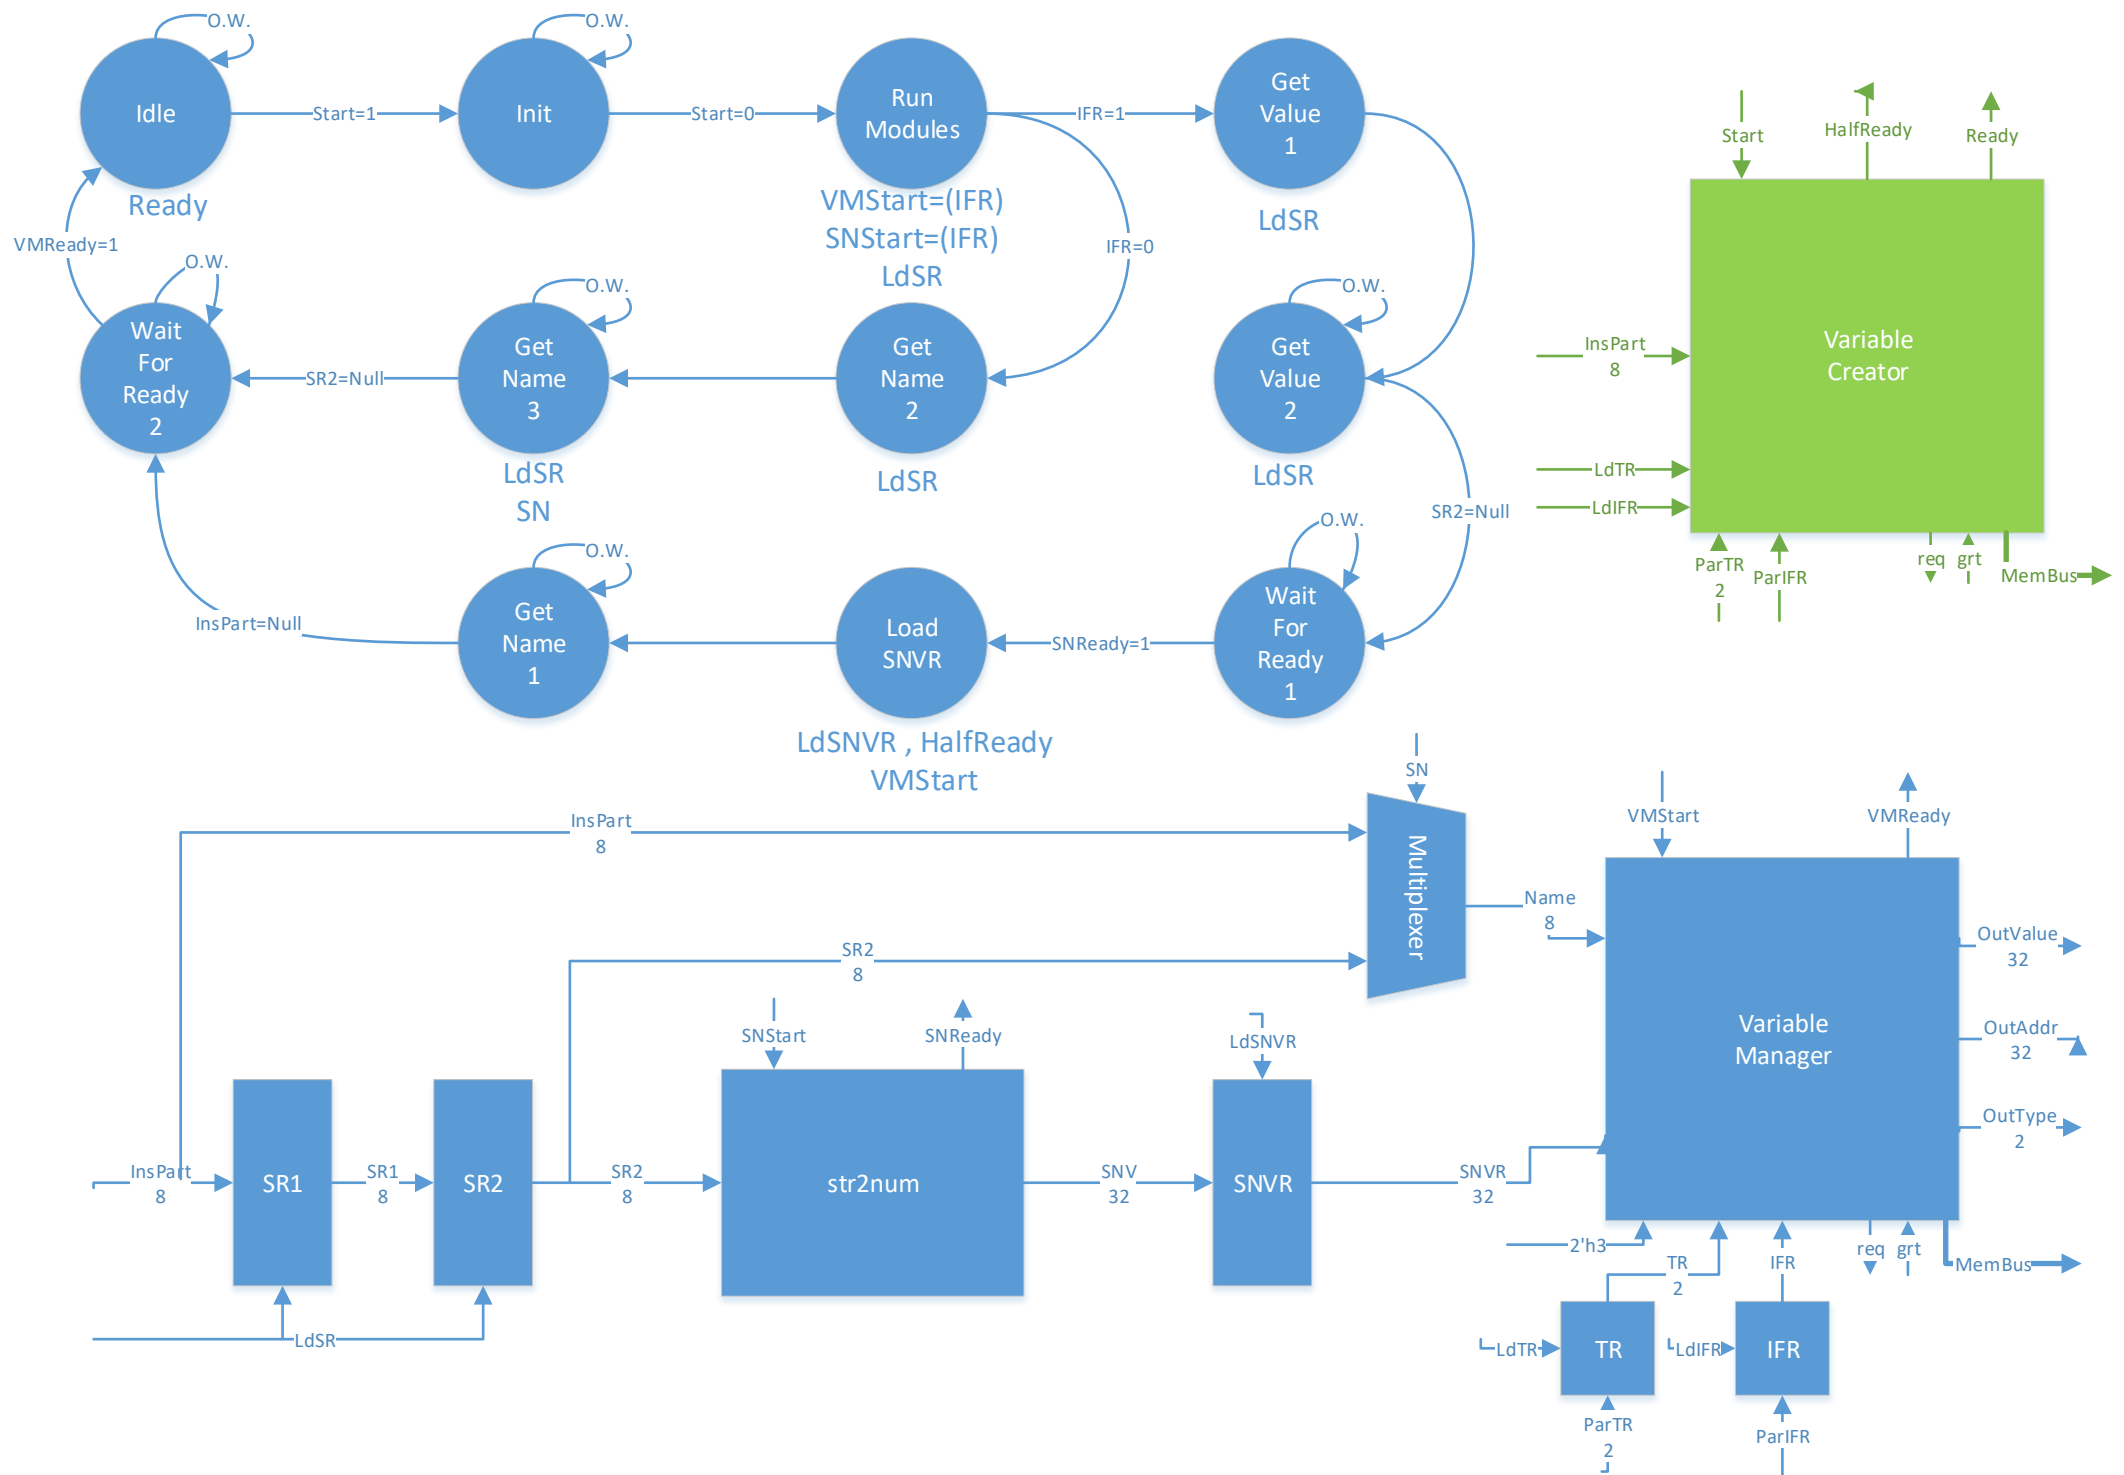 O.W.
O.W.
Idle
Start=1
Init
Start=0
Run
Modules
IFR=1
Get
Value
1
Ready
VMStart=(IFR)
SNStart=(IFR)
LdSR
LdSR
VMReady=1
IFR=0
O.W.
O.W.
O.W.
Wait
For
Ready
2
SR2=Null
Get
Name
3
Get
Name
2
Get
Value
2
LdSR
SN
LdSR
LdSR
SR2=Null
O.W.
O.W.
InsPart=Null
Get
Name
1
Load
SNVR
SNReady=1
Wait
For
Ready
1
LdSNVR , HalfReady
VMStart
Start
HalfReady
Ready
InsPart
8
Variable
Creator
LdTR
LdIFR
ParTR
2
ParIFR
req
grt
MemBus
SN
InsPart
8
Multiplexer
SR2
8
Name
8
VMStart
VMReady
Variable
Manager
OutValue
32
OutAddr
32
OutType
2
SNStart
SNReady
LdSNVR
InsPart
8
SR1
SR1
8
SR2
SR2
8
str2num
SNV
32
SNVR
SNVR
32
LdSR
2'h3
TR
2
IFR
req
grt
MemBus
LdTR
TR
LdIFR
IFR
ParTR
2
ParIFR